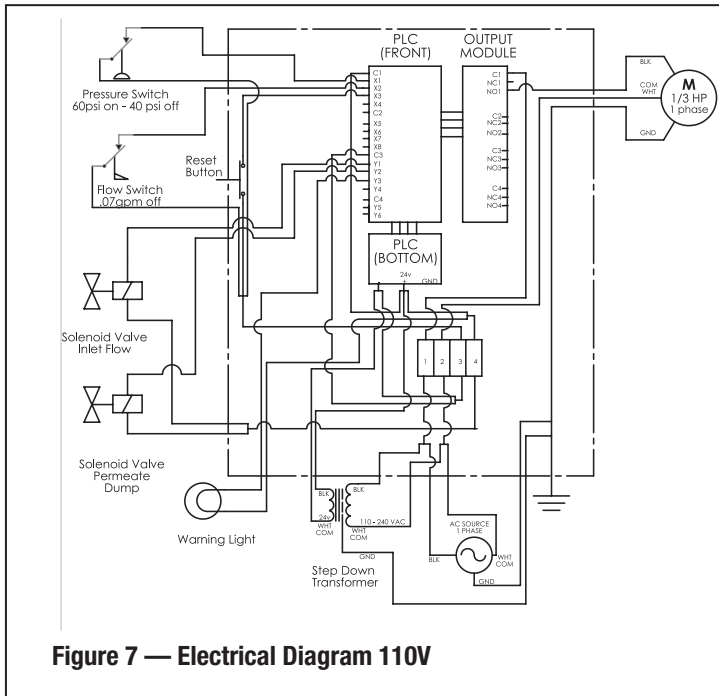 PLC
(FRONT)
OUTPUT
MODULE
C1
X1
X2
X3
X4
C2
X5
X6
X7
X8
C3
Y1
Y2
Y3
Y4
C4
Y5
Y6
C1
NC1
NO1
C2
NC2
NO2
C3
NC3
NO3
C4
NC4
NO4
BLK
COM
WHT
GND
M
1/3 HP
1 phase
Pressure Switch
60psi on - 40 psi off
Reset
Button
Flow Switch
.07gpm off
PLC
(BOTTOM)
24v
- + GND
Solenoid Valve
Inlet Flow
1 2 3 4
Solenoid Valve
Permeate
Dump
Warning Light
BLK
24v
WHT
COM
BLK
110 - 240 VAC
WHT
COM
GND
Step Down
Transformer
AC SOURCE
1 PHASE
BLK
WHT
COM
GND
Figure 7 — Electrical Diagram 110V